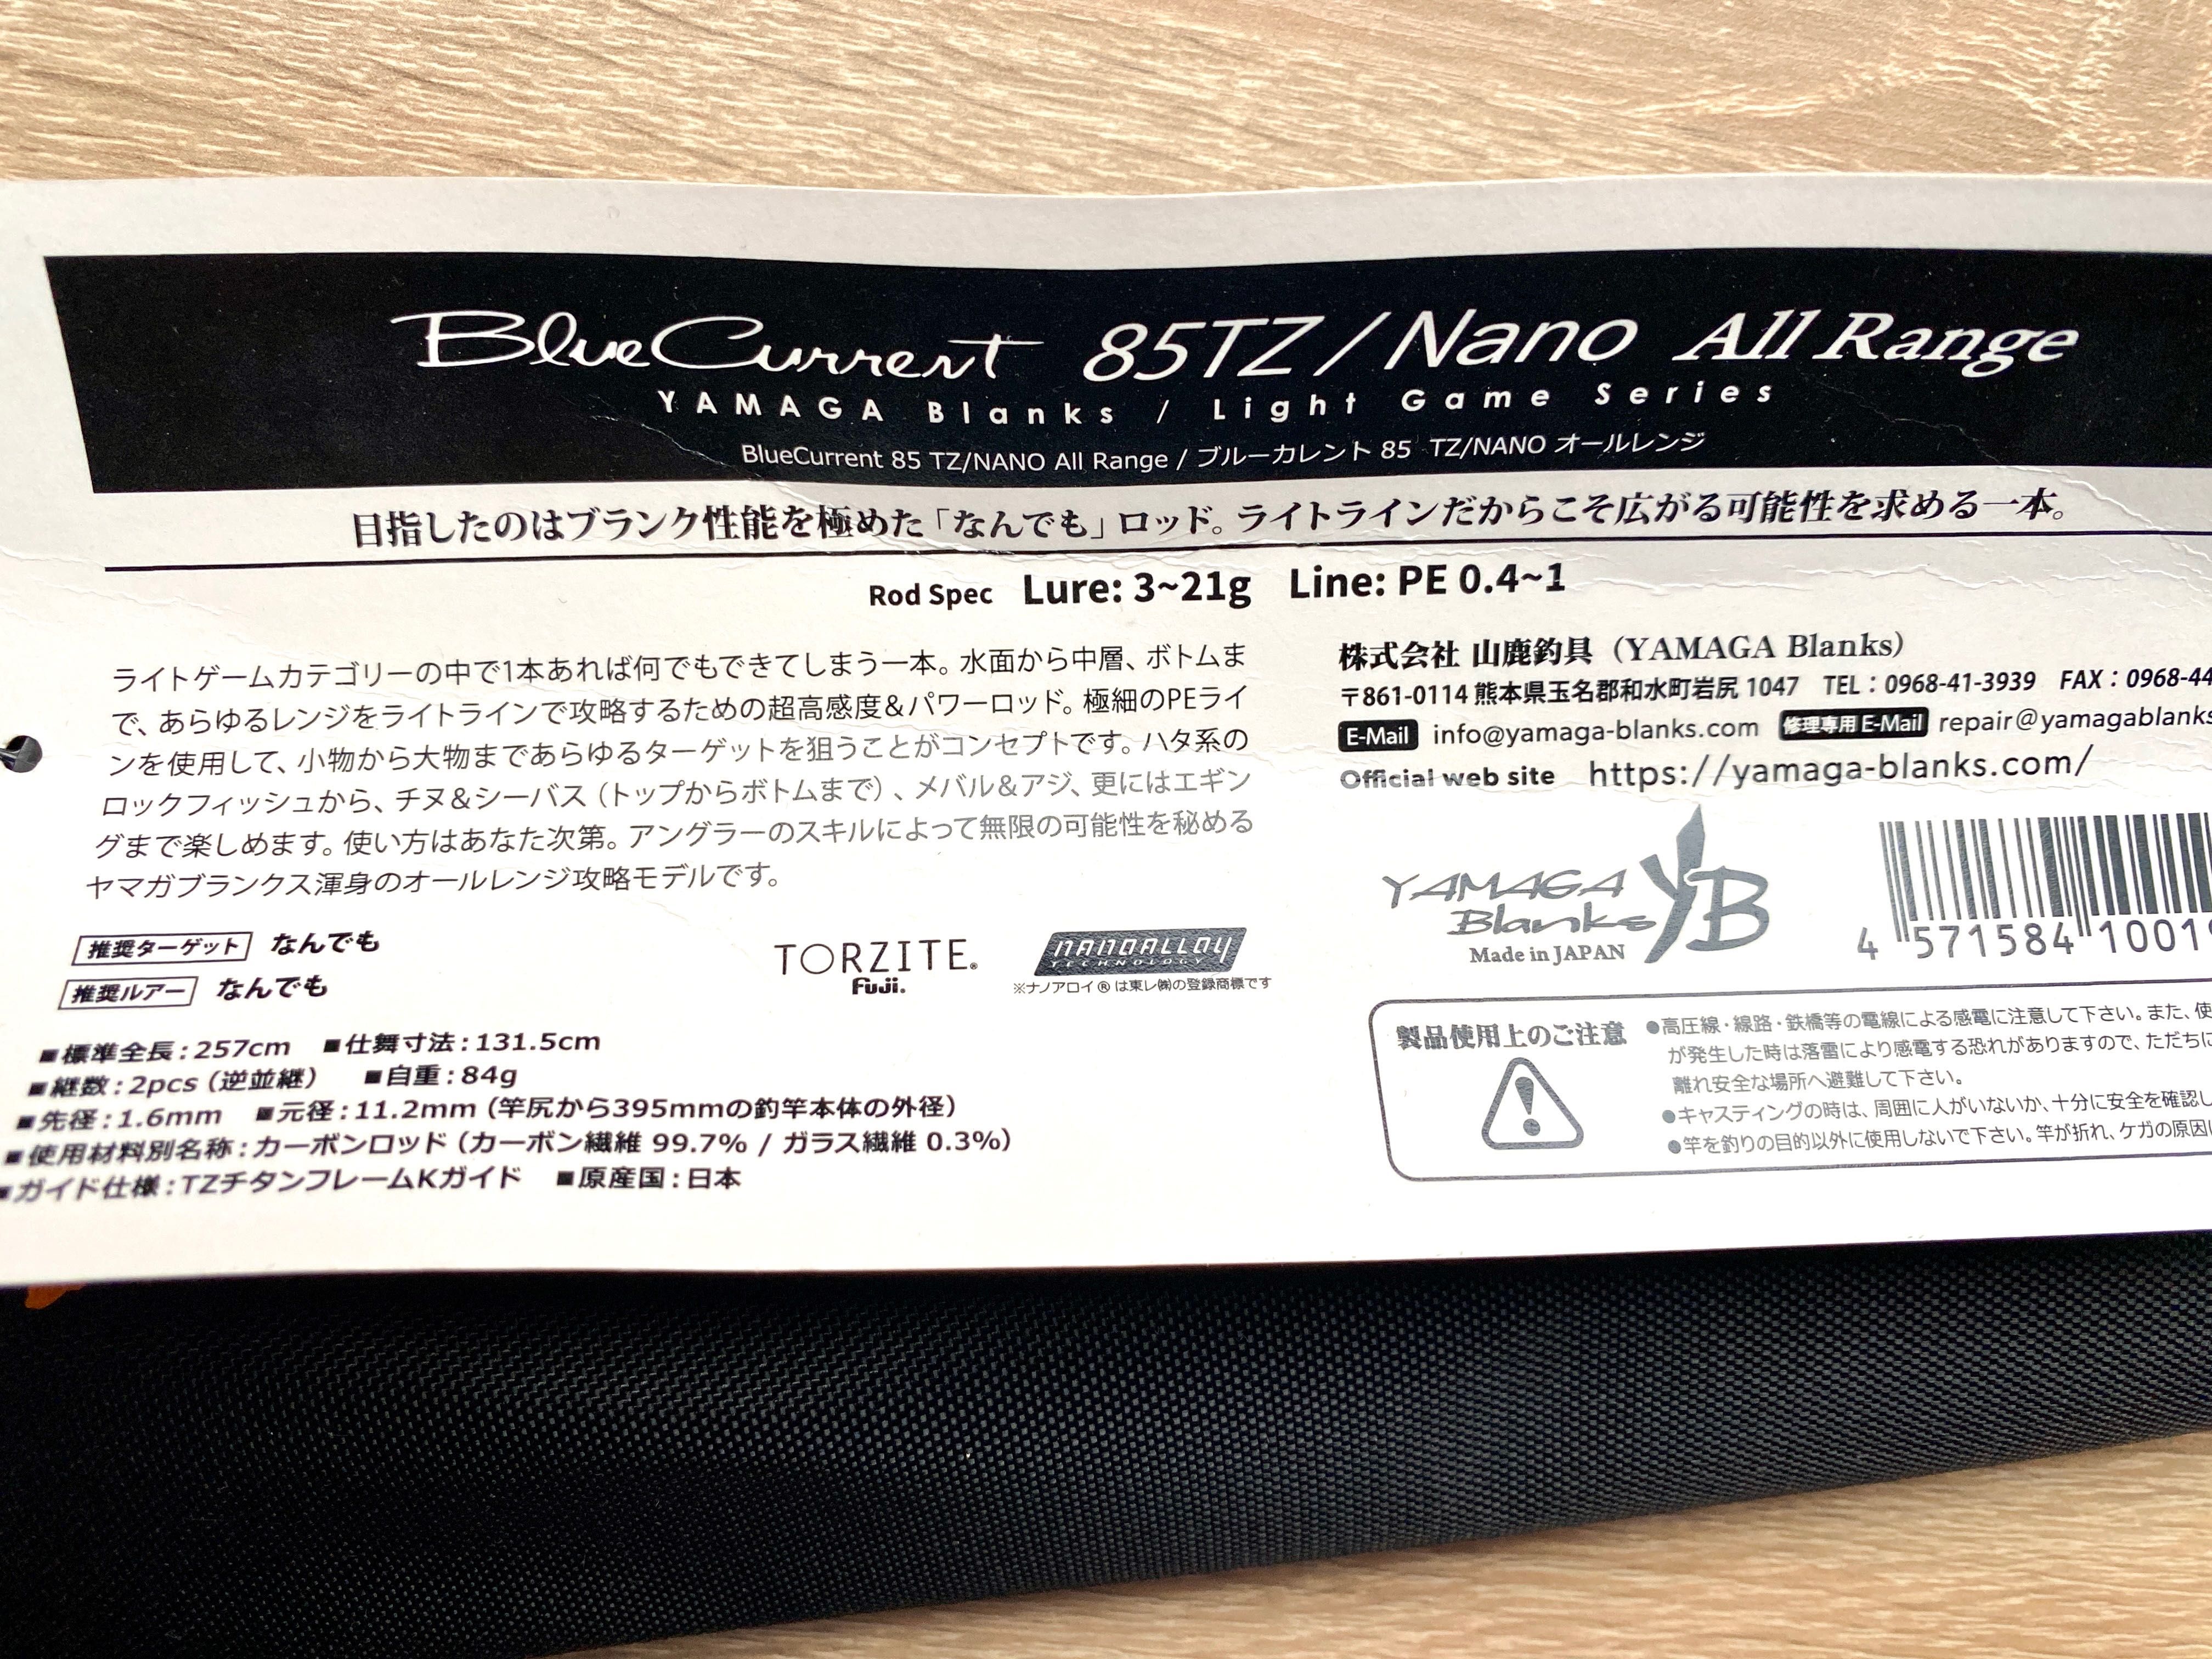 BlueCurrent 85TZ/Nano All Range
YAMAGA Blanks / Light Game Series
BlueCurrent 85 TZ/NANO All Range / ブルーカレント 85 TZ/NANO オールレンジ
目指したのはブランク性能を極めた「なんでも」ロッド。ライトラインだからこそ広がる可能性を求める一本。
Rod Spec Lure: 3~21g Line: PE 0.4~1
ライトゲームカテゴリーの中で1本あれば何でもできてしまう一本。水面から中層、ボトムま
で、あらゆるレンジをライトラインで攻略するための超高感度＆パワーロッド。極細のPEライ
ンを使用して、小物から大物まであらゆるターゲットを狙うことがコンセプトです。ハタ系の
ロックフィッシュから、チヌ＆シーバス（トップからボトムまで）、メバル＆アジ、更にはエギン
グまで楽しめます。使い方はあなた次第。アングラーのスキルによって無限の可能性を秘める
ヤマガブランクス渾身のオールレンジ攻略モデルです。
推奨ターゲット なんでも
推奨ルアー なんでも
TORZITE®
Fuji.
NANOALLOY
TECHNOLOGY
※ナノアロイ®は東レ㈱の登録商標です
■標準全長：257cm ■仕舞寸法：131.5cm
■継数：2pcs（逆並継） ■自重：84g
■先径：1.6mm ■元径：11.2mm（竿尻から395mmの釣竿本体の外径）
■使用材料別名称：カーボンロッド（カーボン繊維 99.7% / ガラス繊維 0.3%）
■ガイド仕様：TZチタンフレームKガイド ■原産国：日本
株式会社 山鹿釣具（YAMAGA Blanks）
〒861-0114 熊本県玉名郡和水町岩尻 1047 TEL：0968-41-3939 FAX：0968-44
E-Mail info@yamaga-blanks.com 修理専用 E-Mail repair@yamagablanks
Official web site https://yamaga-blanks.com/
YAMAGA
Blanks YB
Made in JAPAN
4 571584 10019
製品使用上のご注意
●高圧線・線路・鉄橋等の電線による感電に注意して下さい。また、使
が発生した時は落雷により感電する恐れがありますので、ただちに
離れ安全な場所へ避難して下さい。
●キャスティングの時は、周囲に人がいないか、十分に安全を確認し
●竿を釣りの目的以外に使用しないで下さい。竿が折れ、ケガの原因に